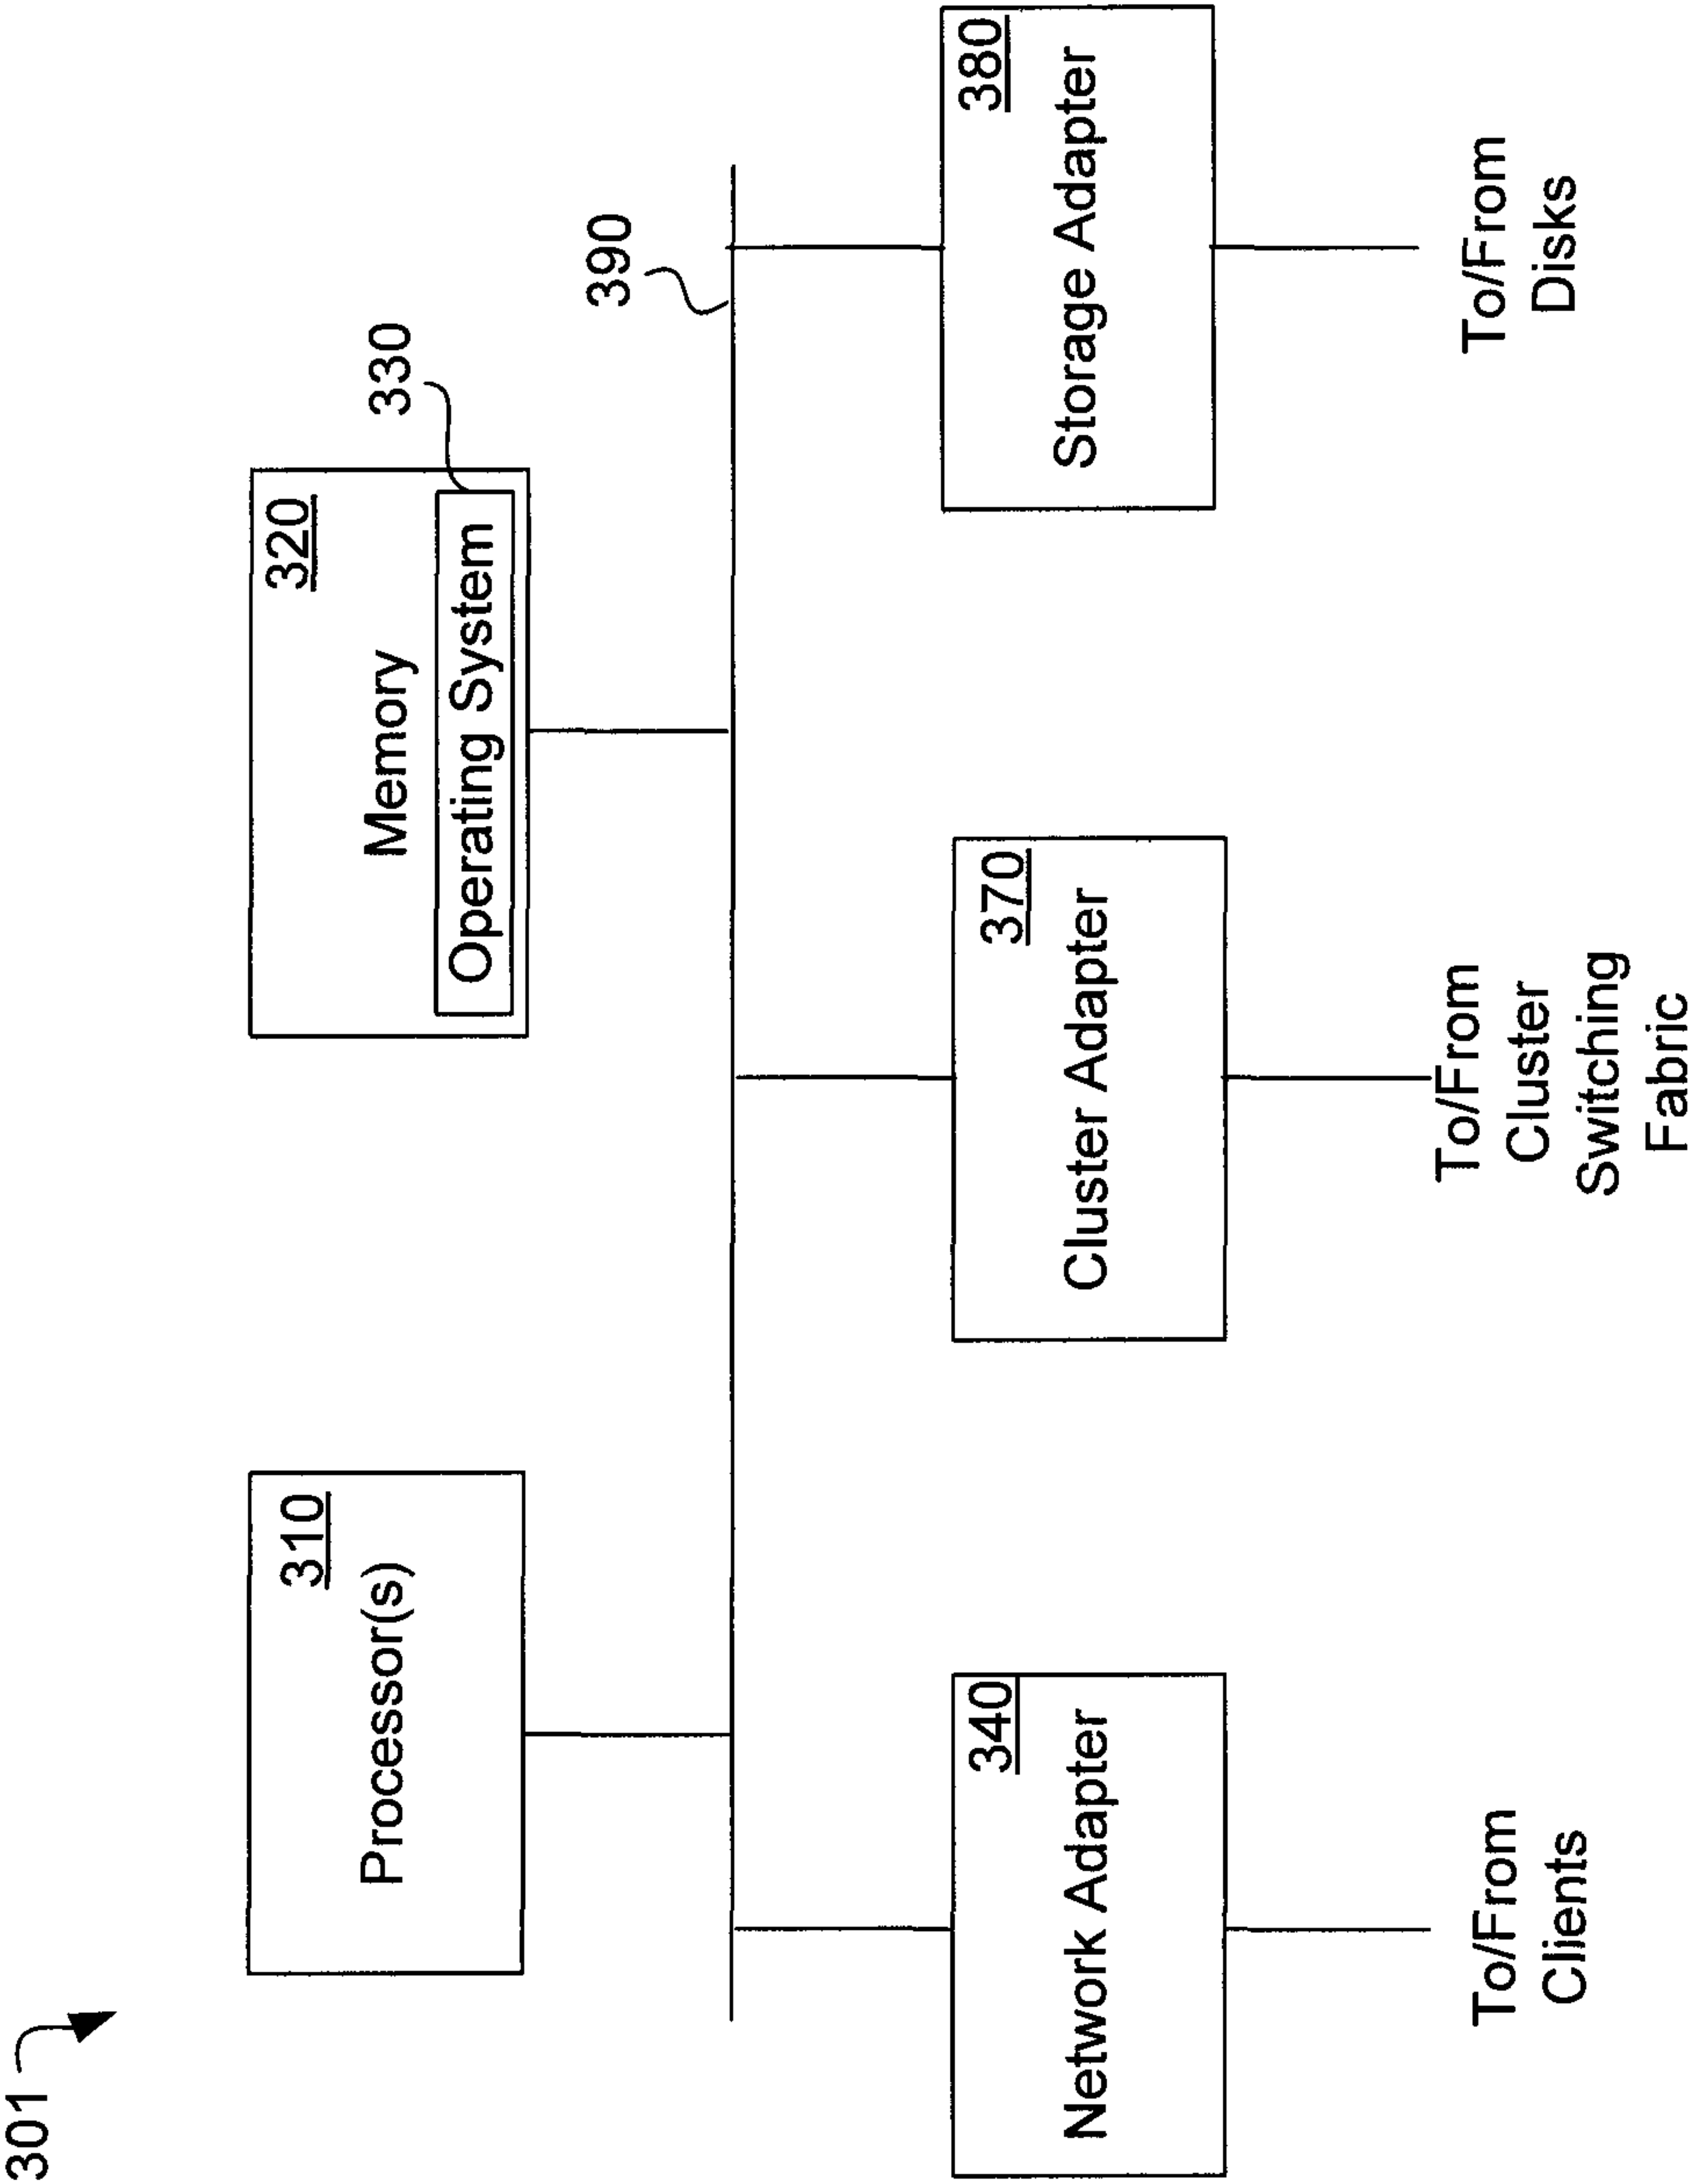 301
310
Processor(s)
320
Memory
330
Operating System
390
340
Network Adapter
370
Cluster Adapter
380
Storage Adapter
To/From
Clients
To/From
Cluster
Switching
Fabric
To/From
Disks